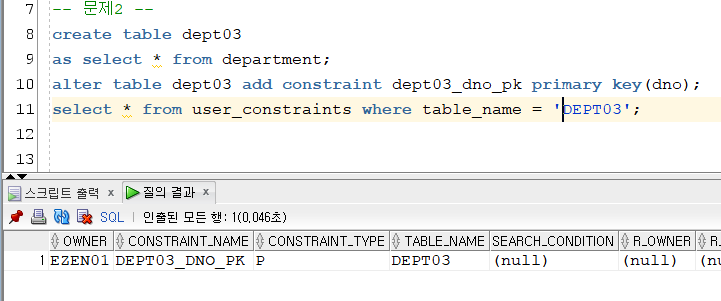 7 -- 문제2 --
8 create table dept03
9 as select * from department;
10 alter table dept03 add constraint dept03_dno_pk primary key(dno);
11 select * from user_constraints where table_name = 'DEPT03';
12
13
스크립트 출력 x 질의 결과 x
SQL | 인출된 모든 행: 1(0,046초)
OWNER CONSTRAINT_NAME CONSTRAINT_TYPE TABLE_NAME SEARCH_CONDITION R_OWNER R_
1 EZEN01 DEPT03_DNO_PK P DEPT03 (null) (null) (nu